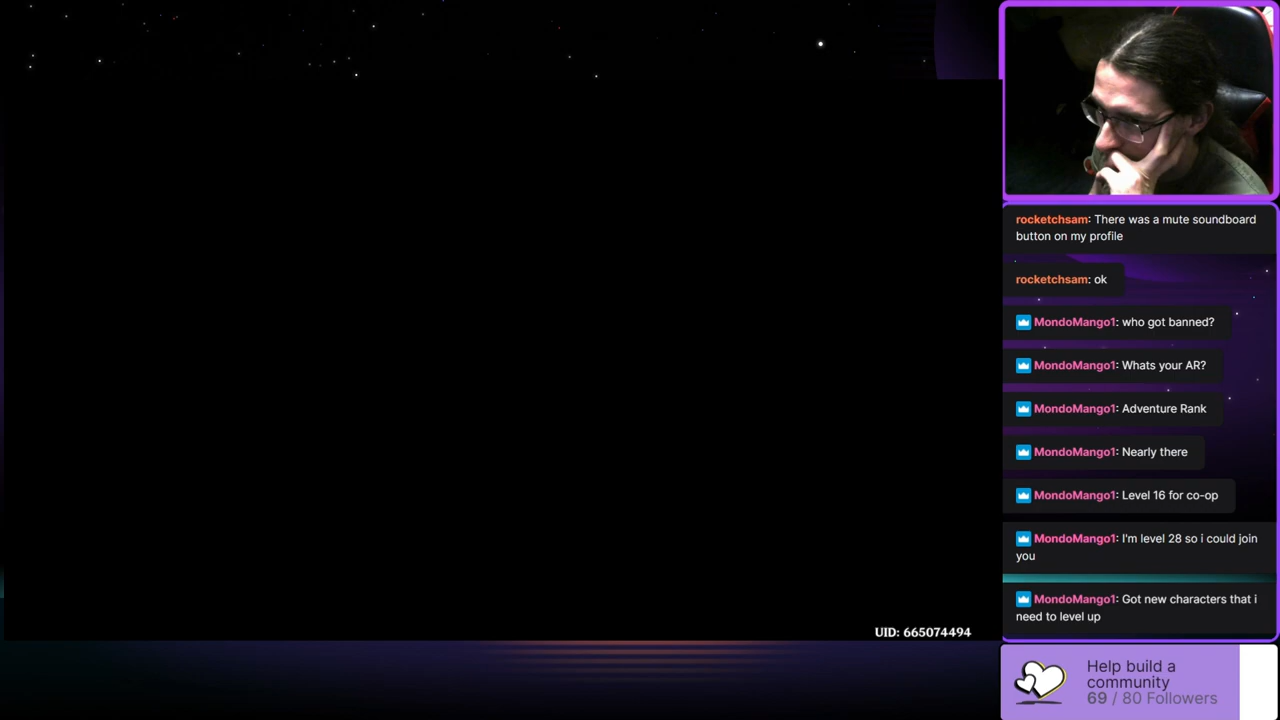 rocketchsam: There was a mute soundboard
button on my profile
rocketchsam: ok
MondoMango1: who got banned?
MondoMango1: Whats your AR?
MondoMango1: Adventure Rank
MondoMango1: Nearly there
MondoMango1: Level 16 for co-op
MondoMango1: I'm level 28 so i could join
you
MondoMango1: Got new characters that i
need to level up
UID: 665074494
Help build a
community
69 / 80 Followers